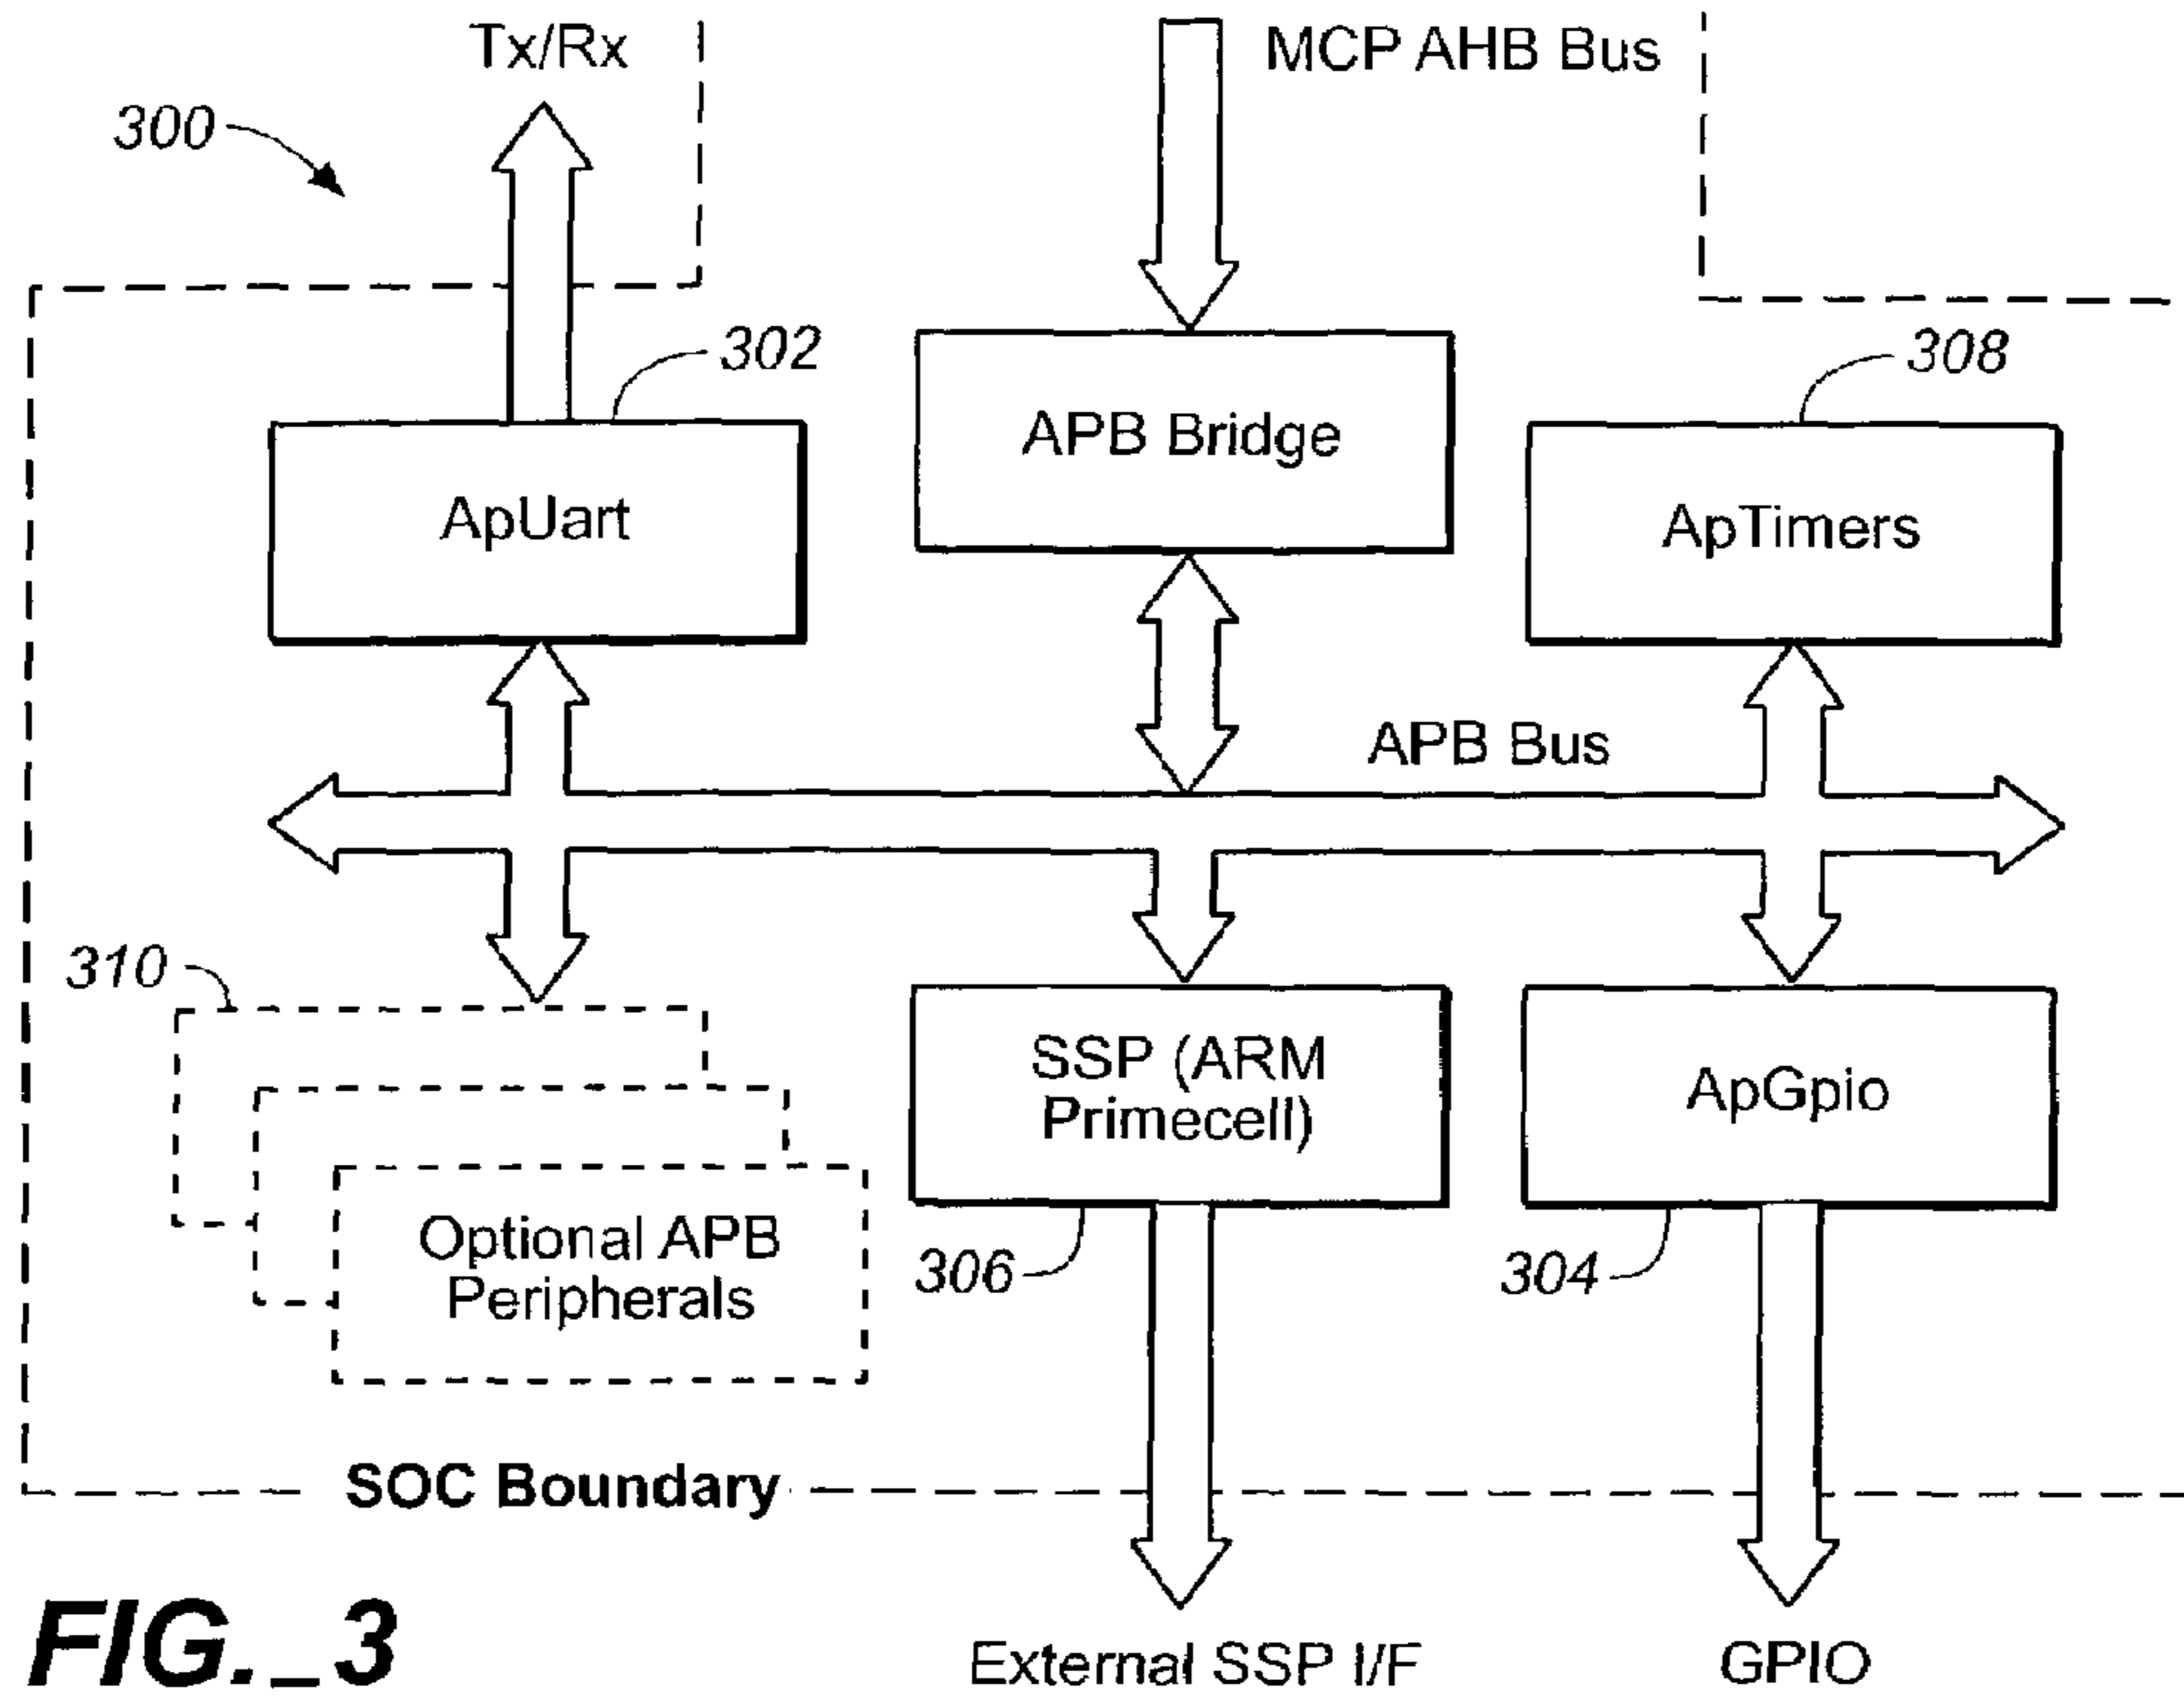 Tx/Rx
MCP AHB Bus
300
302
308
APB Bridge
ApUart
ApTimers
APB Bus
310
SSP (ARM
Primecell)
ApGpio
Optional APB
Peripherals
306
304
SOC Boundary
FIG._3
External SSP I/F
GPIO